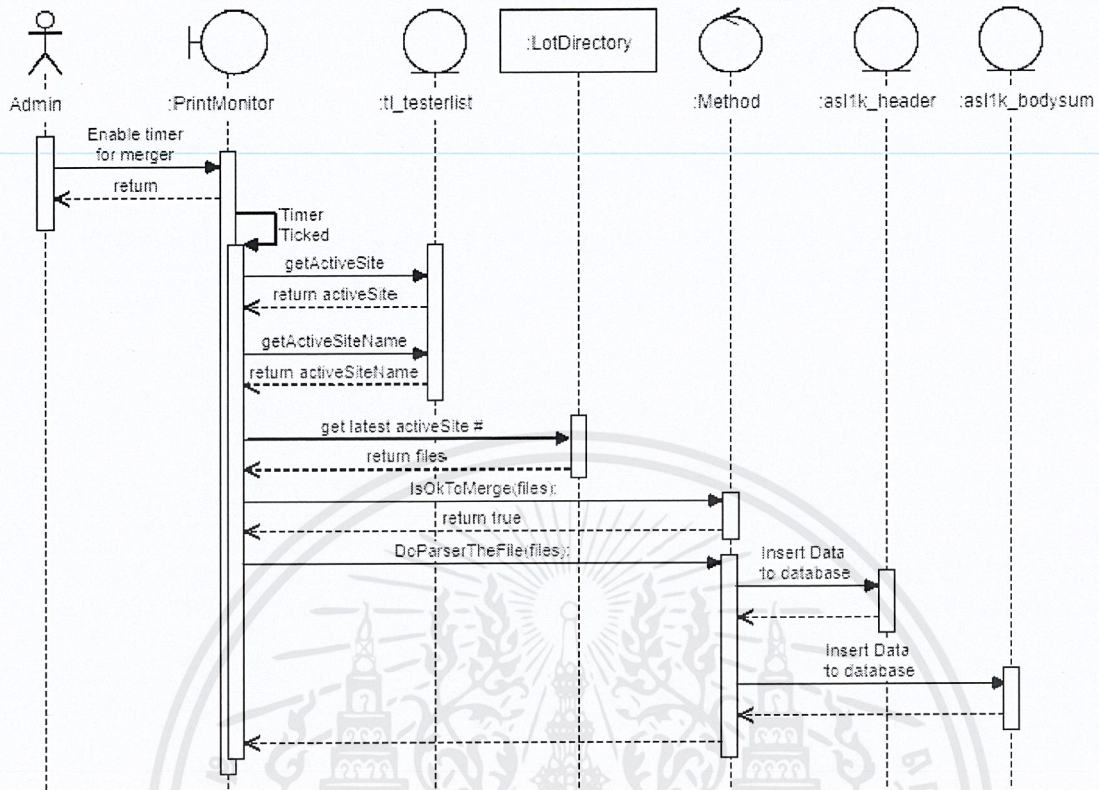 Admin
:PrintMonitor
:tl_testerlist
:LotDirectory
:Method
:asl1k_header
:asl1k_bodysum
Enable timer
for merger
return
Timer
Ticked
getActiveSite
return activeSite
getActiveSiteName
return activeSiteName
get latest activeSite #
return files
IsOkToMerge(files):
return true
DoParserTheFile(files):
Insert Data
to database
Insert Data
to database